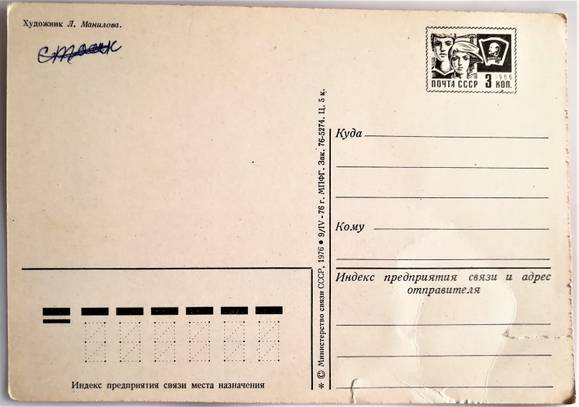 Художник Л. Манилова.
ПОЧТА СССР
3 КОП.
1966
Куда
Кому
Индекс предприятия связи и адрес
отправителя
* © Министерство связи СССР, 1976 ● 9/IV-76 г. МПФГ. Зак. 76-5274. Ц. 5 к.
Индекс предприятия связи места назначения